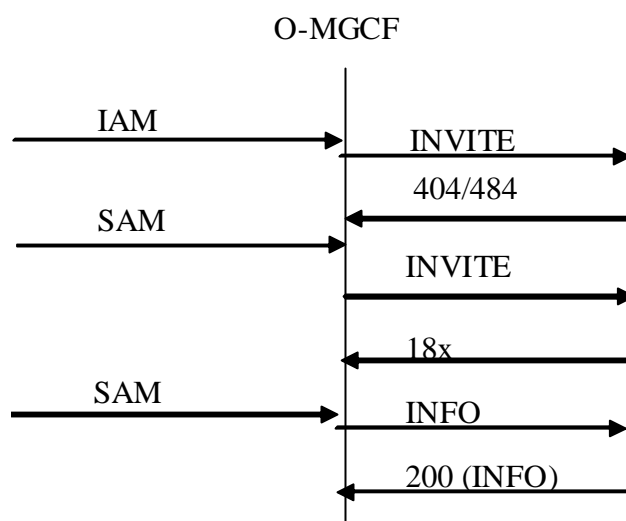 O-MGCF
IAM
INVITE
404/484
SAM
INVITE
18x
SAM
INFO
200 (INFO)